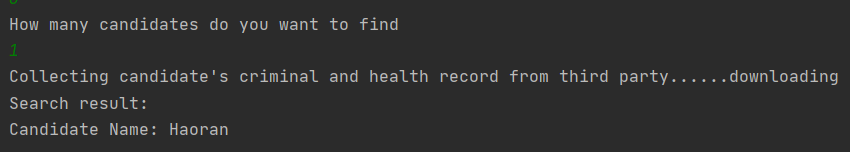 How many candidates do you want to find
1
Collecting candidate's criminal and health record from third party......downloading
Search result:
Candidate Name: Haoran